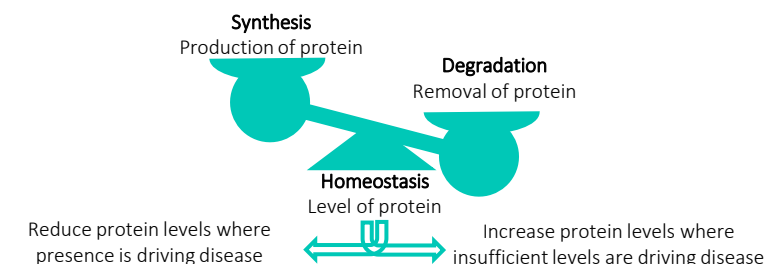 Synthesis
Production of protein
Degradation
Removal of protein
Homeostasis
Level of protein
Reduce protein levels where
presence is driving disease
Increase protein levels where
insufficient levels are driving disease